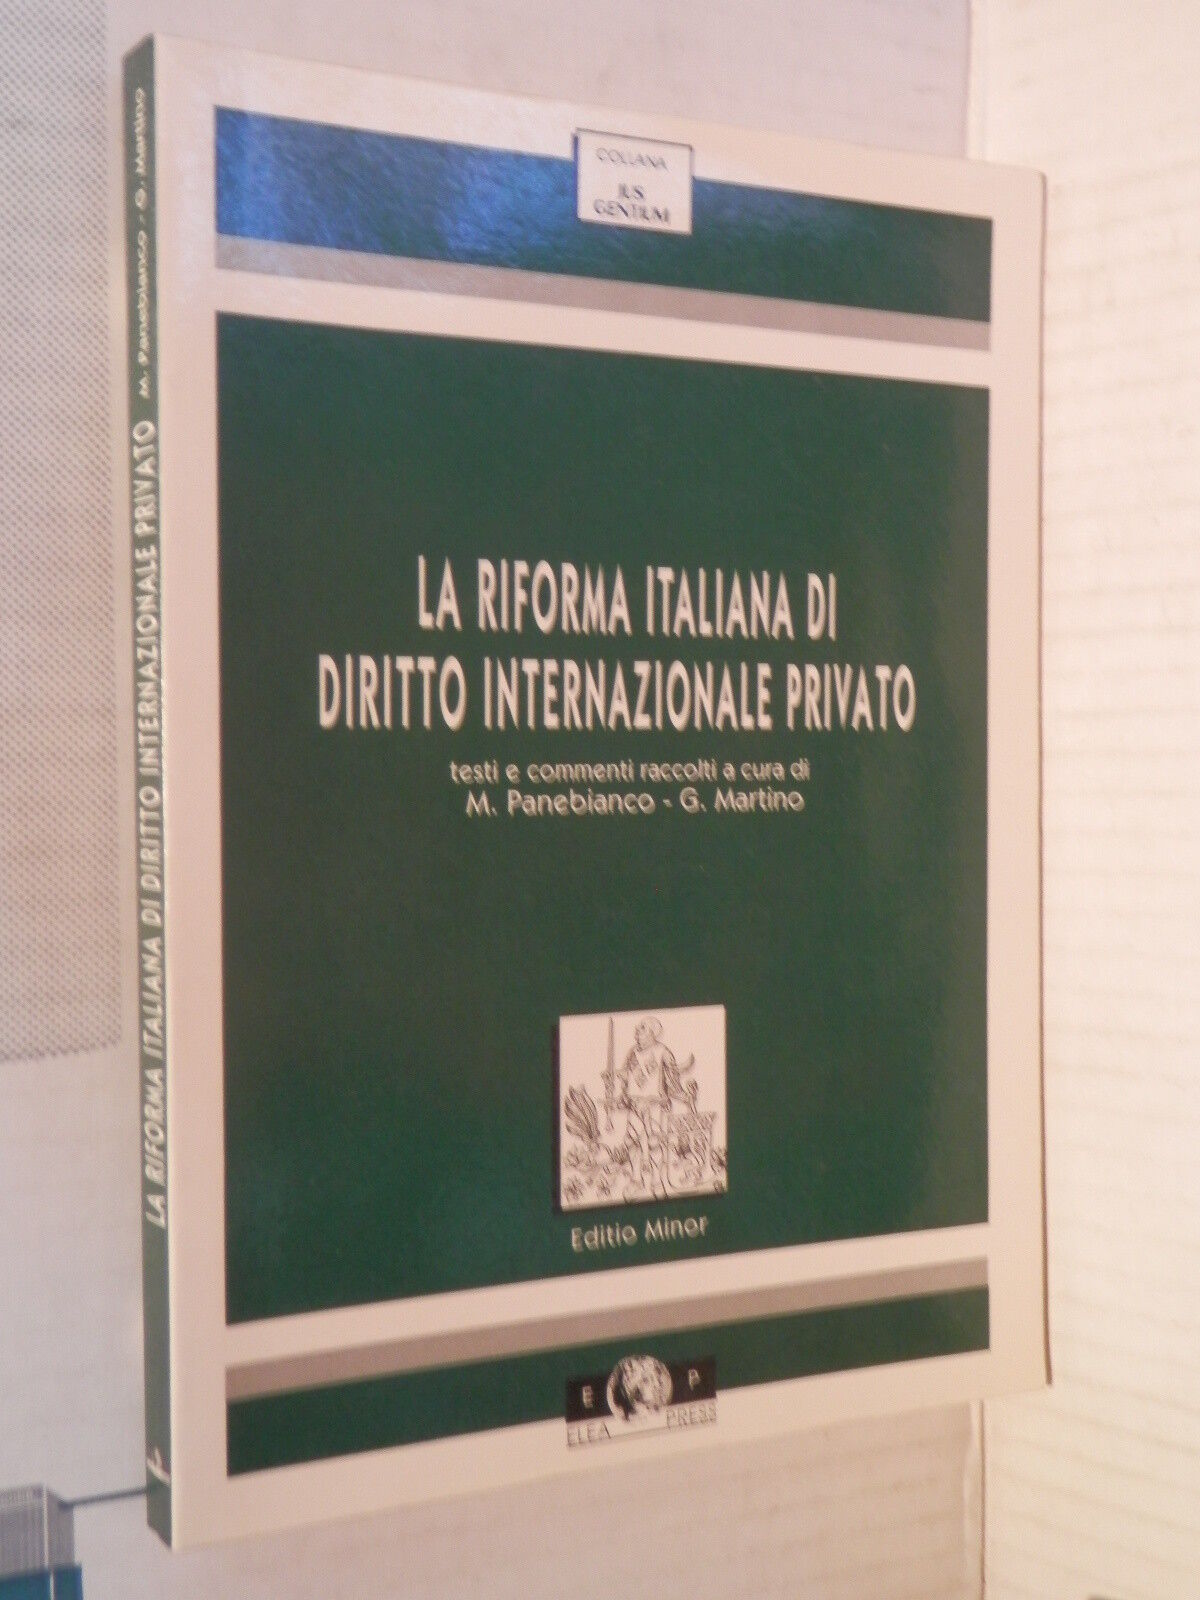 COLLANA
IUS
GENTIUM
LA RIFORMA ITALIANA DI
DIRITTO INTERNAZIONALE PRIVATO
testi e commenti raccolti a cura di
M. Panebianco - G. Martino
Editio Minor
E P
ELEA PRESS
LA RIFORMA ITALIANA DI DIRITTO INTERNAZIONALE PRIVATO M. Panebianco - G. Martino